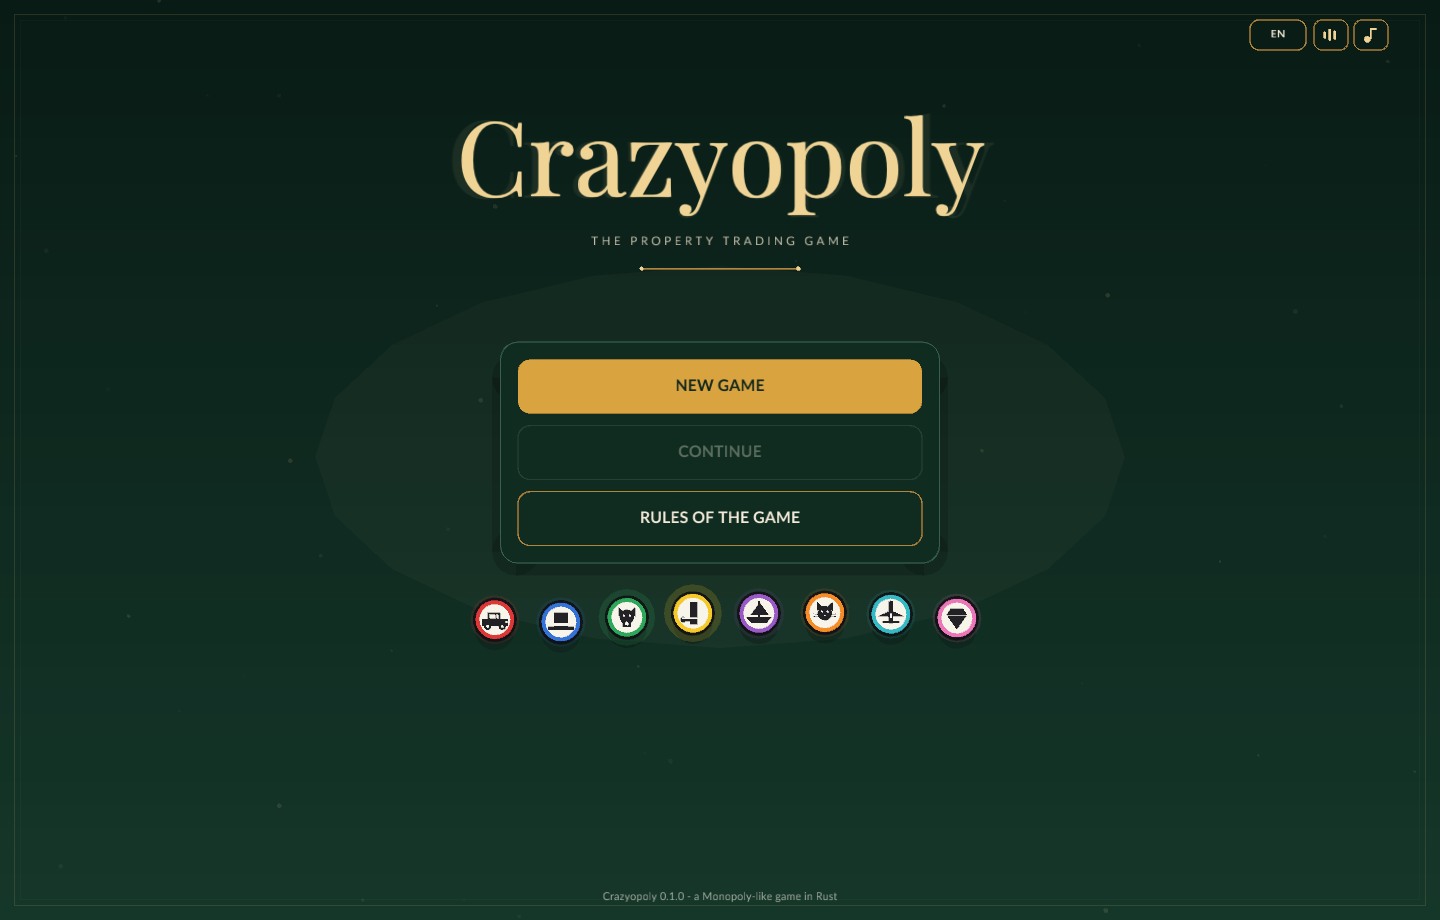 EN
Crazyopoly
THE PROPERTY TRADING GAME
NEW GAME
CONTINUE
RULES OF THE GAME
Crazyopoly 0.1.0 - a Monopoly-like game in Rust